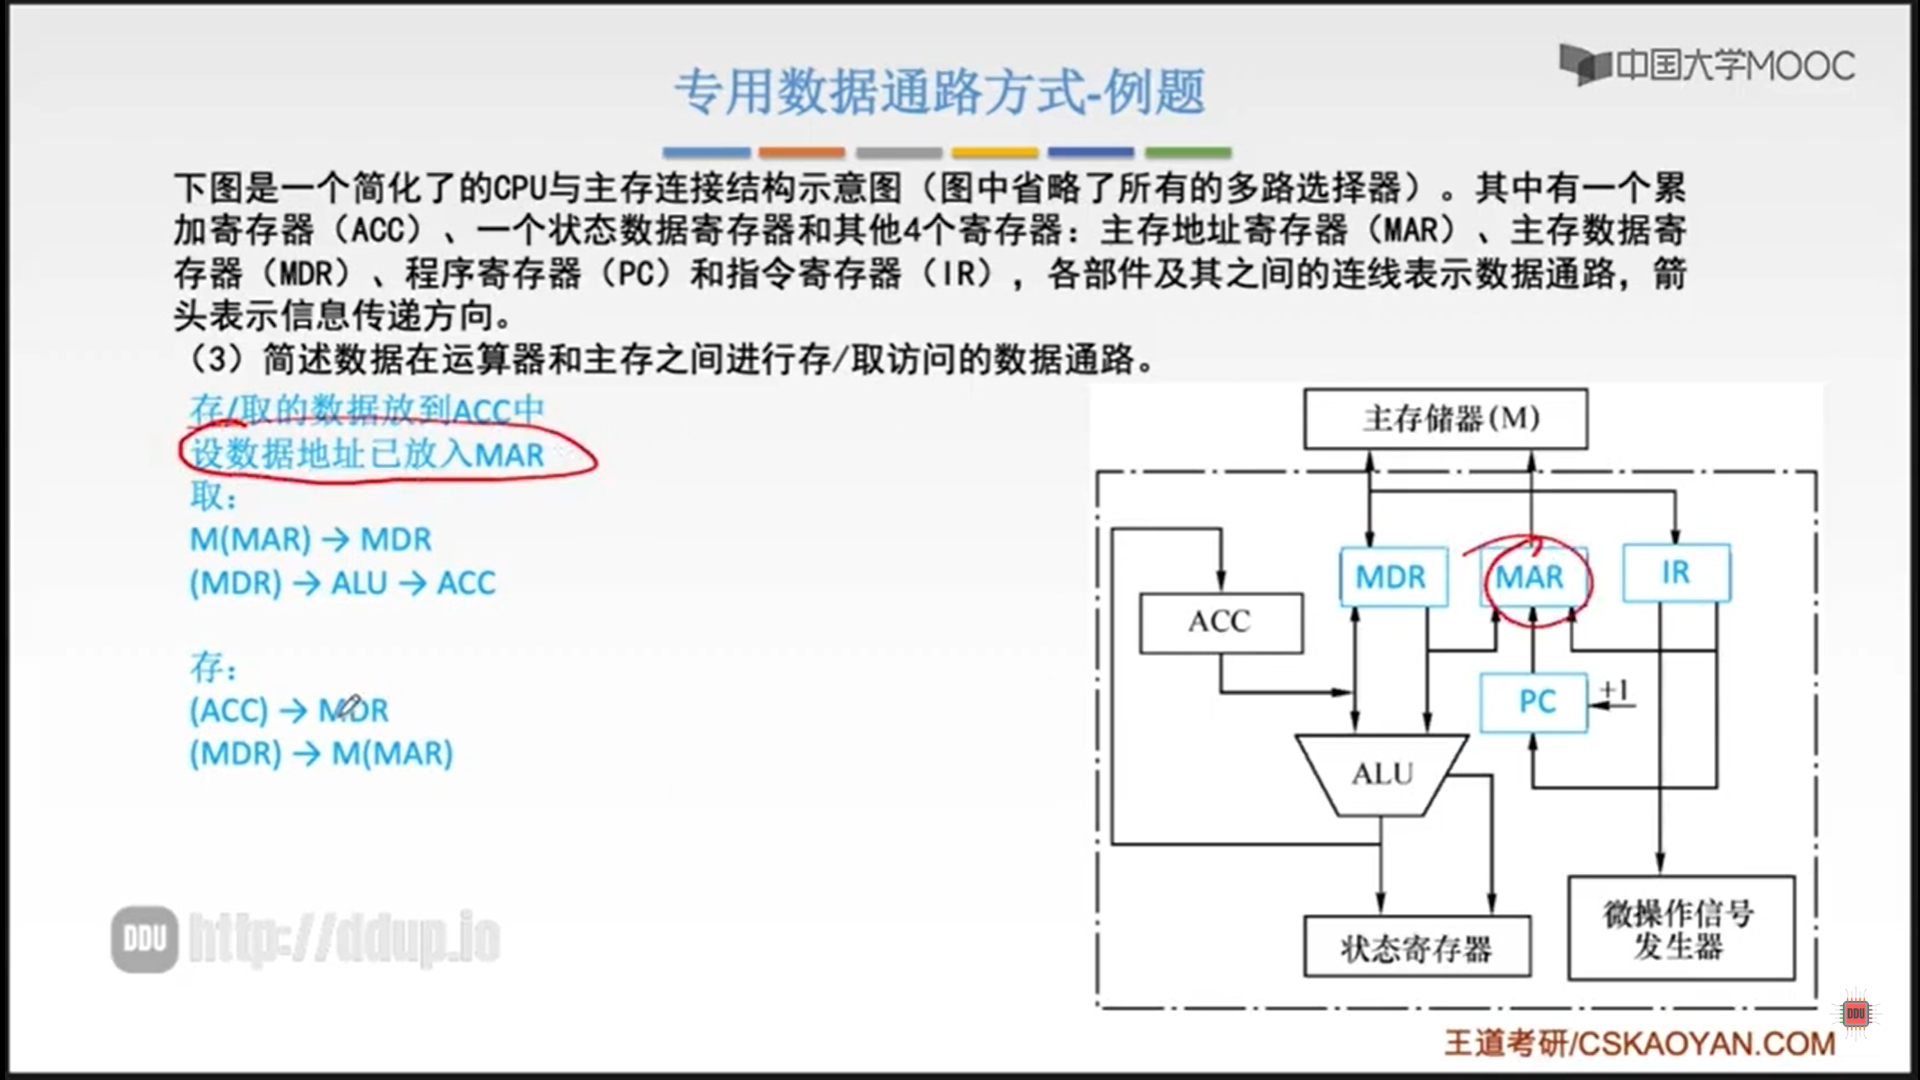 中国大学MOOC
专用数据通路方式-例题
下图是一个简化了的CPU与主存连接结构示意图（图中省略了所有的多路选择器）。其中有一个累
加寄存器（ACC）、一个状态数据寄存器和其他4个寄存器：主存地址寄存器（MAR）、主存数据寄
存器（MDR）、程序寄存器（PC）和指令寄存器（IR），各部件及其之间的连线表示数据通路，箭
头表示信息传递方向。
（3）简述数据在运算器和主存之间进行存/取访问的数据通路。
存/取的数据放到ACC中
设数据地址已放入MAR
取：
M(MAR) → MDR
(MDR) → ALU → ACC
存：
(ACC) → MDR
(MDR) → M(MAR)
主存储器(M)
MDR
MAR
IR
ACC
PC
+1
ALU
状态寄存器
微操作信号
发生器
DDU http://ddup.io
DDU
王道考研/CSKAOYAN.COM